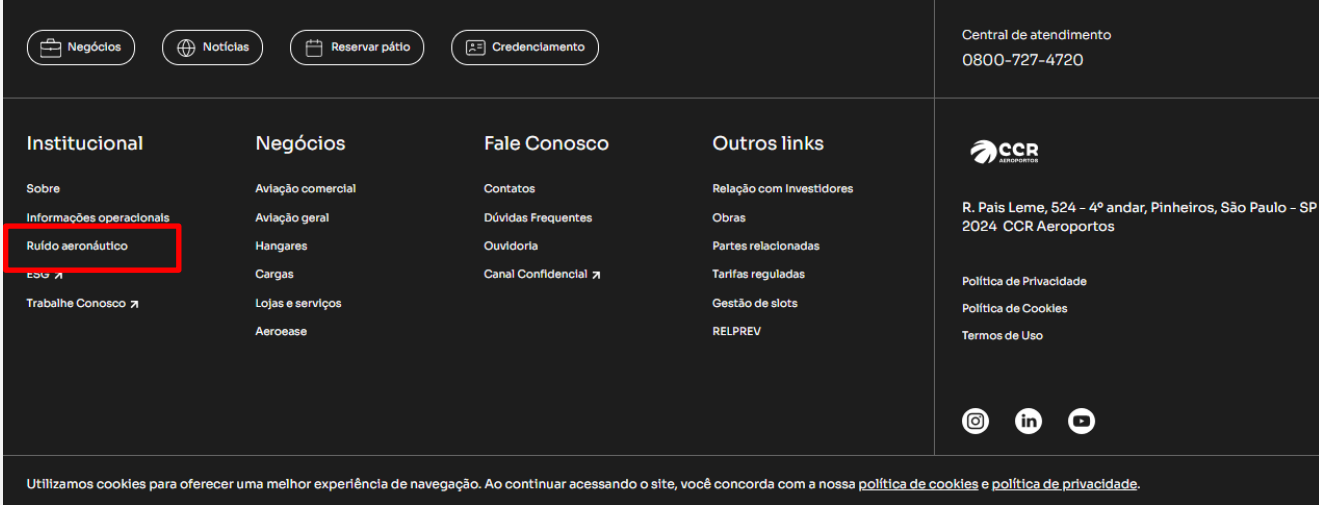 Negócios
Notícias
Reservar pátio
Credenciamento
Central de atendimento
0800-727-4720
Institucional
Sobre
Informações operacionais
Ruído aeronáutico
ESG
Trabalhe Conosco
Negócios
Aviação comercial
Aviação geral
Hangares
Cargas
Lojas e serviços
Aeroease
Fale Conosco
Contatos
Dúvidas Frequentes
Ouvidoria
Canal Confidencial
Outros links
Relação com Investidores
Obras
Partes relacionadas
Tarifas reguladas
Gestão de slots
RELPREV
CCR
AEROPORTOS
R. Pais Leme, 524 - 4º andar, Pinheiros, São Paulo - SP
2024 CCR Aeroportos
Política de Privacidade
Política de Cookies
Termos de Uso
in
Utilizamos cookies para oferecer uma melhor experiência de navegação. Ao continuar acessando o site, você concorda com a nossa política de cookies e política de privacidade.